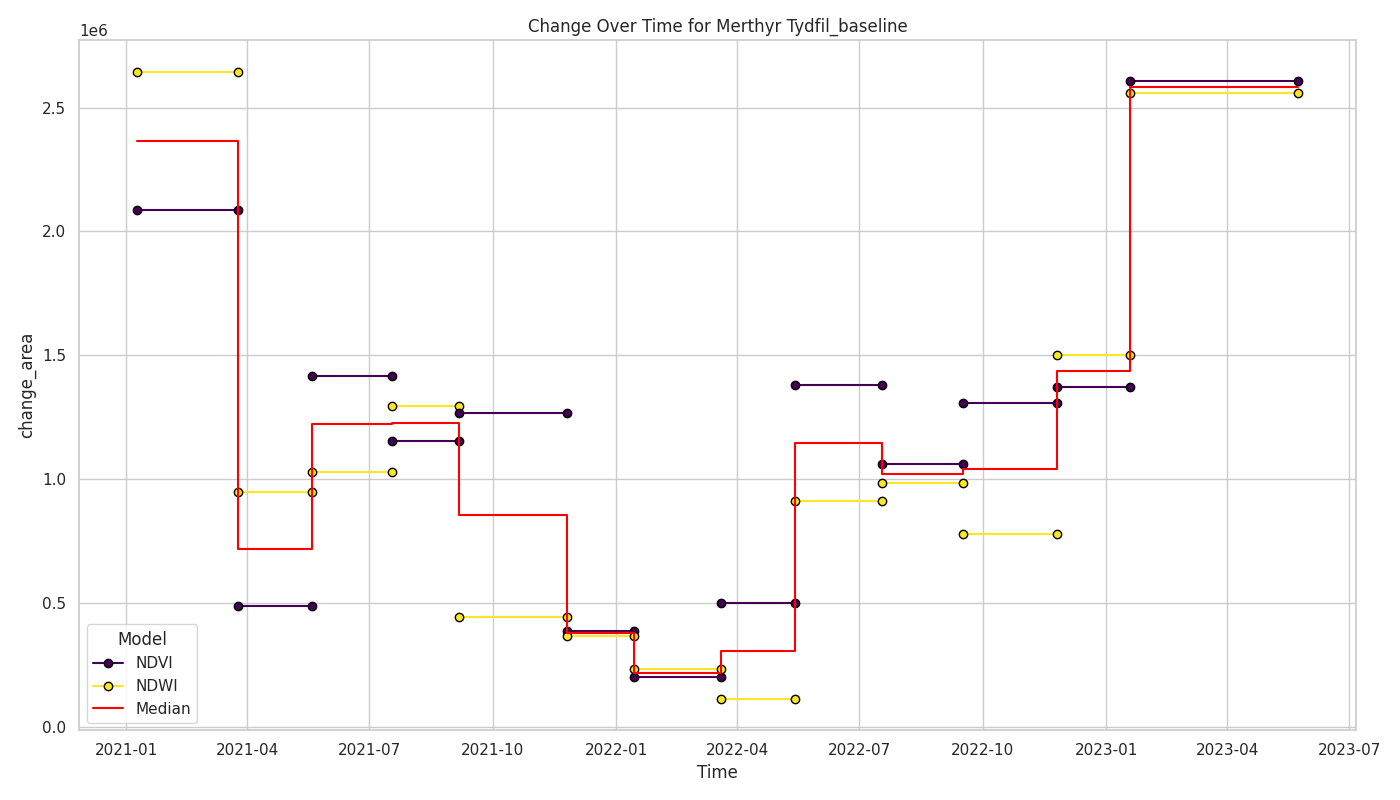 Change Over Time for Merthyr Tydfil_baseline
1e6
2.5
2.0
1.5
1.0
0.5
0.0
change_area
Model
NDVI
NDWI
Median
2021-01 2021-04 2021-07 2021-10 2022-01 2022-04 2022-07 2022-10 2023-01 2023-04 2023-07
Time